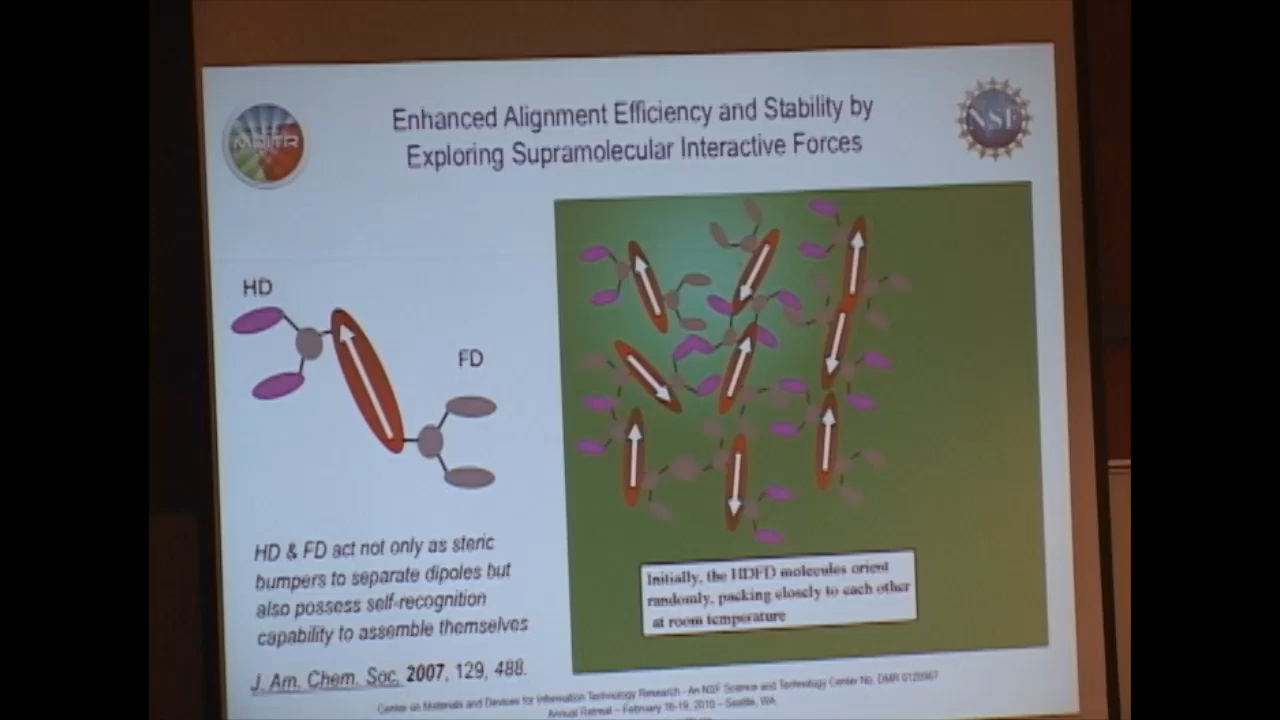 Enhanced Alignment Efficiency and Stability by
Exploring Supramolecular Interactive Forces
NSF
HD
FD
HD & FD act not only as steric
bumpers to separate dipoles but
also possess self-recognition
capability to assemble themselves
J. Am. Chem. Soc, 2007, 129, 488.
Initially, the HDFD molecules orient
randomly, packing closely to each other
at room temperature
Center on Materials and Devices for Information Technology Research - An NSF Science and Technology Center No. DMR 0120967
Annual Retreat – February 16-19, 2010 – Seattle, WA